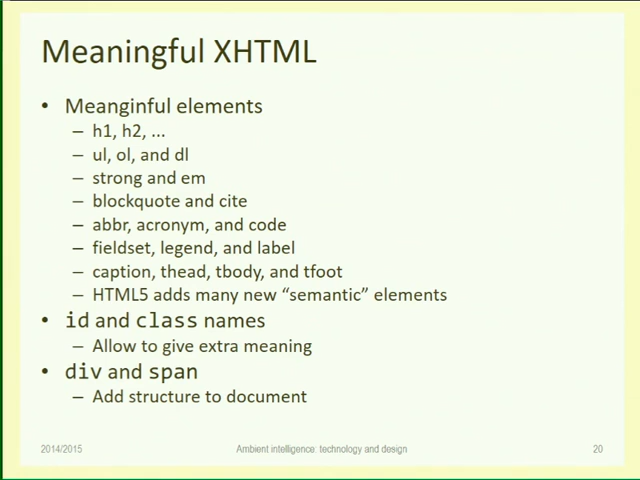 Meaningful XHTML
• Meanginful elements
– h1, h2, ...
– ul, ol, and dl
– strong and em
– blockquote and cite
– abbr, acronym, and code
– fieldset, legend, and label
– caption, thead, tbody, and tfoot
– HTML5 adds many new “semantic” elements
• id and class names
– Allow to give extra meaning
• div and span
– Add structure to document
2014/2015 Ambient intelligence: technology and design 20